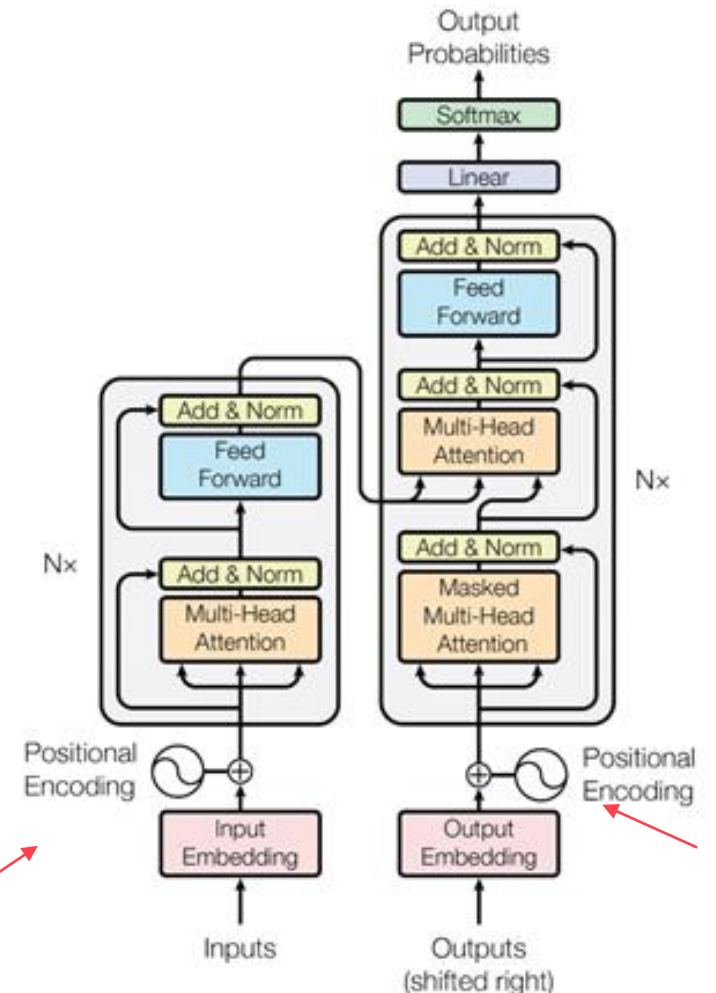 Output
Probabilities
Softmax
Linear
Add & Norm
Feed
Forward
Add & Norm
Multi-Head
Attention
Add & Norm
Masked
Multi-Head
Attention
Nx
Positional
Encoding
Output
Embedding
Outputs
(shifted right)
Add & Norm
Feed
Forward
Add & Norm
Multi-Head
Attention
Nx
Positional
Encoding
Input
Embedding
Inputs